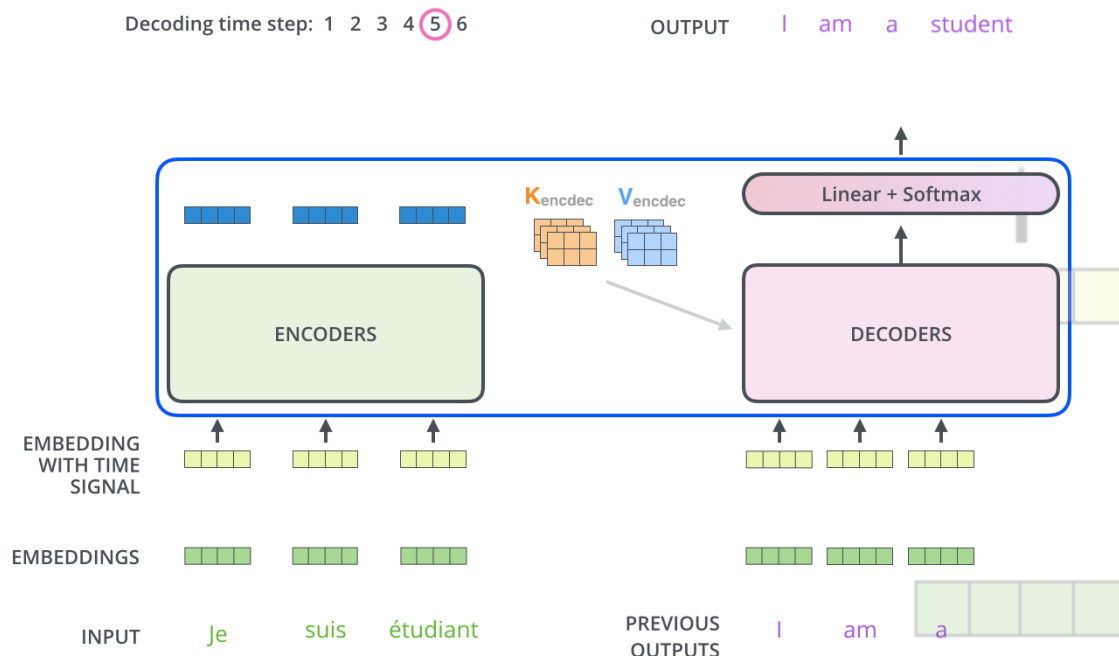 Decoding time step: 1 2 3 4 5 6
OUTPUT I am a student
Kencdec Vencdec
Linear + Softmax
ENCODERS
DECODERS
EMBEDDING
WITH TIME
SIGNAL
EMBEDDINGS
INPUT Je suis étudiant
PREVIOUS
OUTPUTS I am a